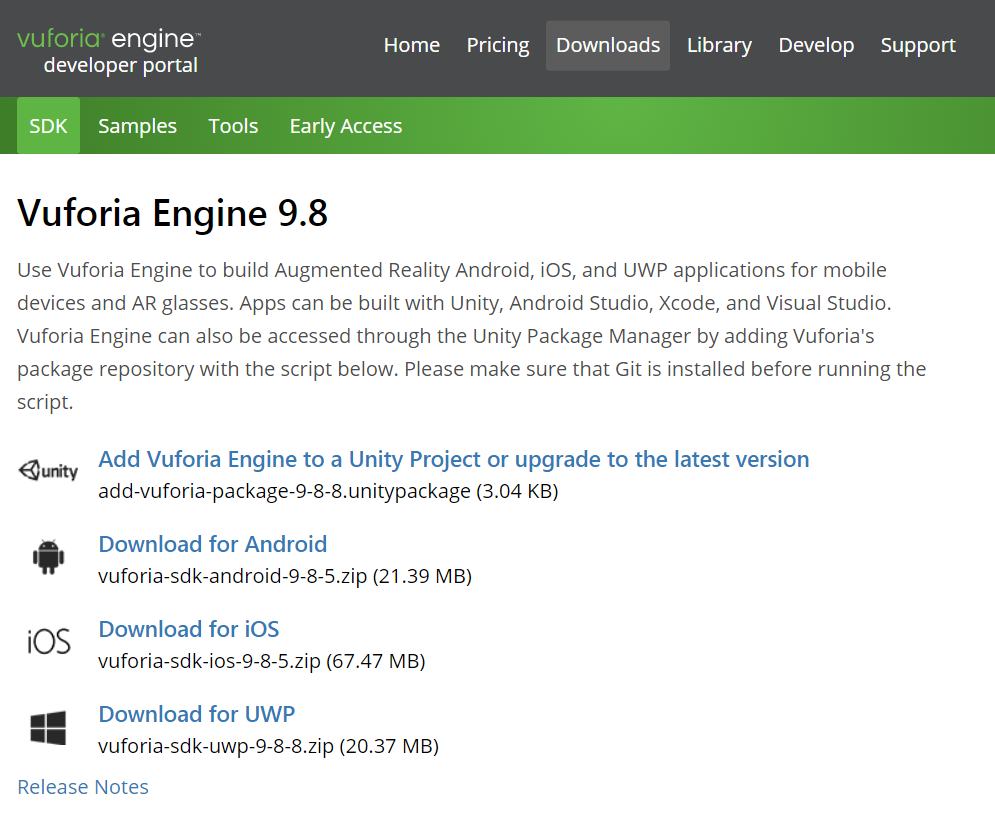 vuforia® engine™
developer portal
Home Pricing Downloads Library Develop Support
SDK Samples Tools Early Access
Vuforia Engine 9.8
Use Vuforia Engine to build Augmented Reality Android, iOS, and UWP applications for mobile
devices and AR glasses. Apps can be built with Unity, Android Studio, Xcode, and Visual Studio.
Vuforia Engine can also be accessed through the Unity Package Manager by adding Vuforia's
package repository with the script below. Please make sure that Git is installed before running the
script.
unity
Add Vuforia Engine to a Unity Project or upgrade to the latest version
add-vuforia-package-9-8-8.unitypackage (3.04 KB)
Download for Android
vuforia-sdk-android-9-8-5.zip (21.39 MB)
iOS
Download for iOS
vuforia-sdk-ios-9-8-5.zip (67.47 MB)
Download for UWP
vuforia-sdk-uwp-9-8-8.zip (20.37 MB)
Release Notes